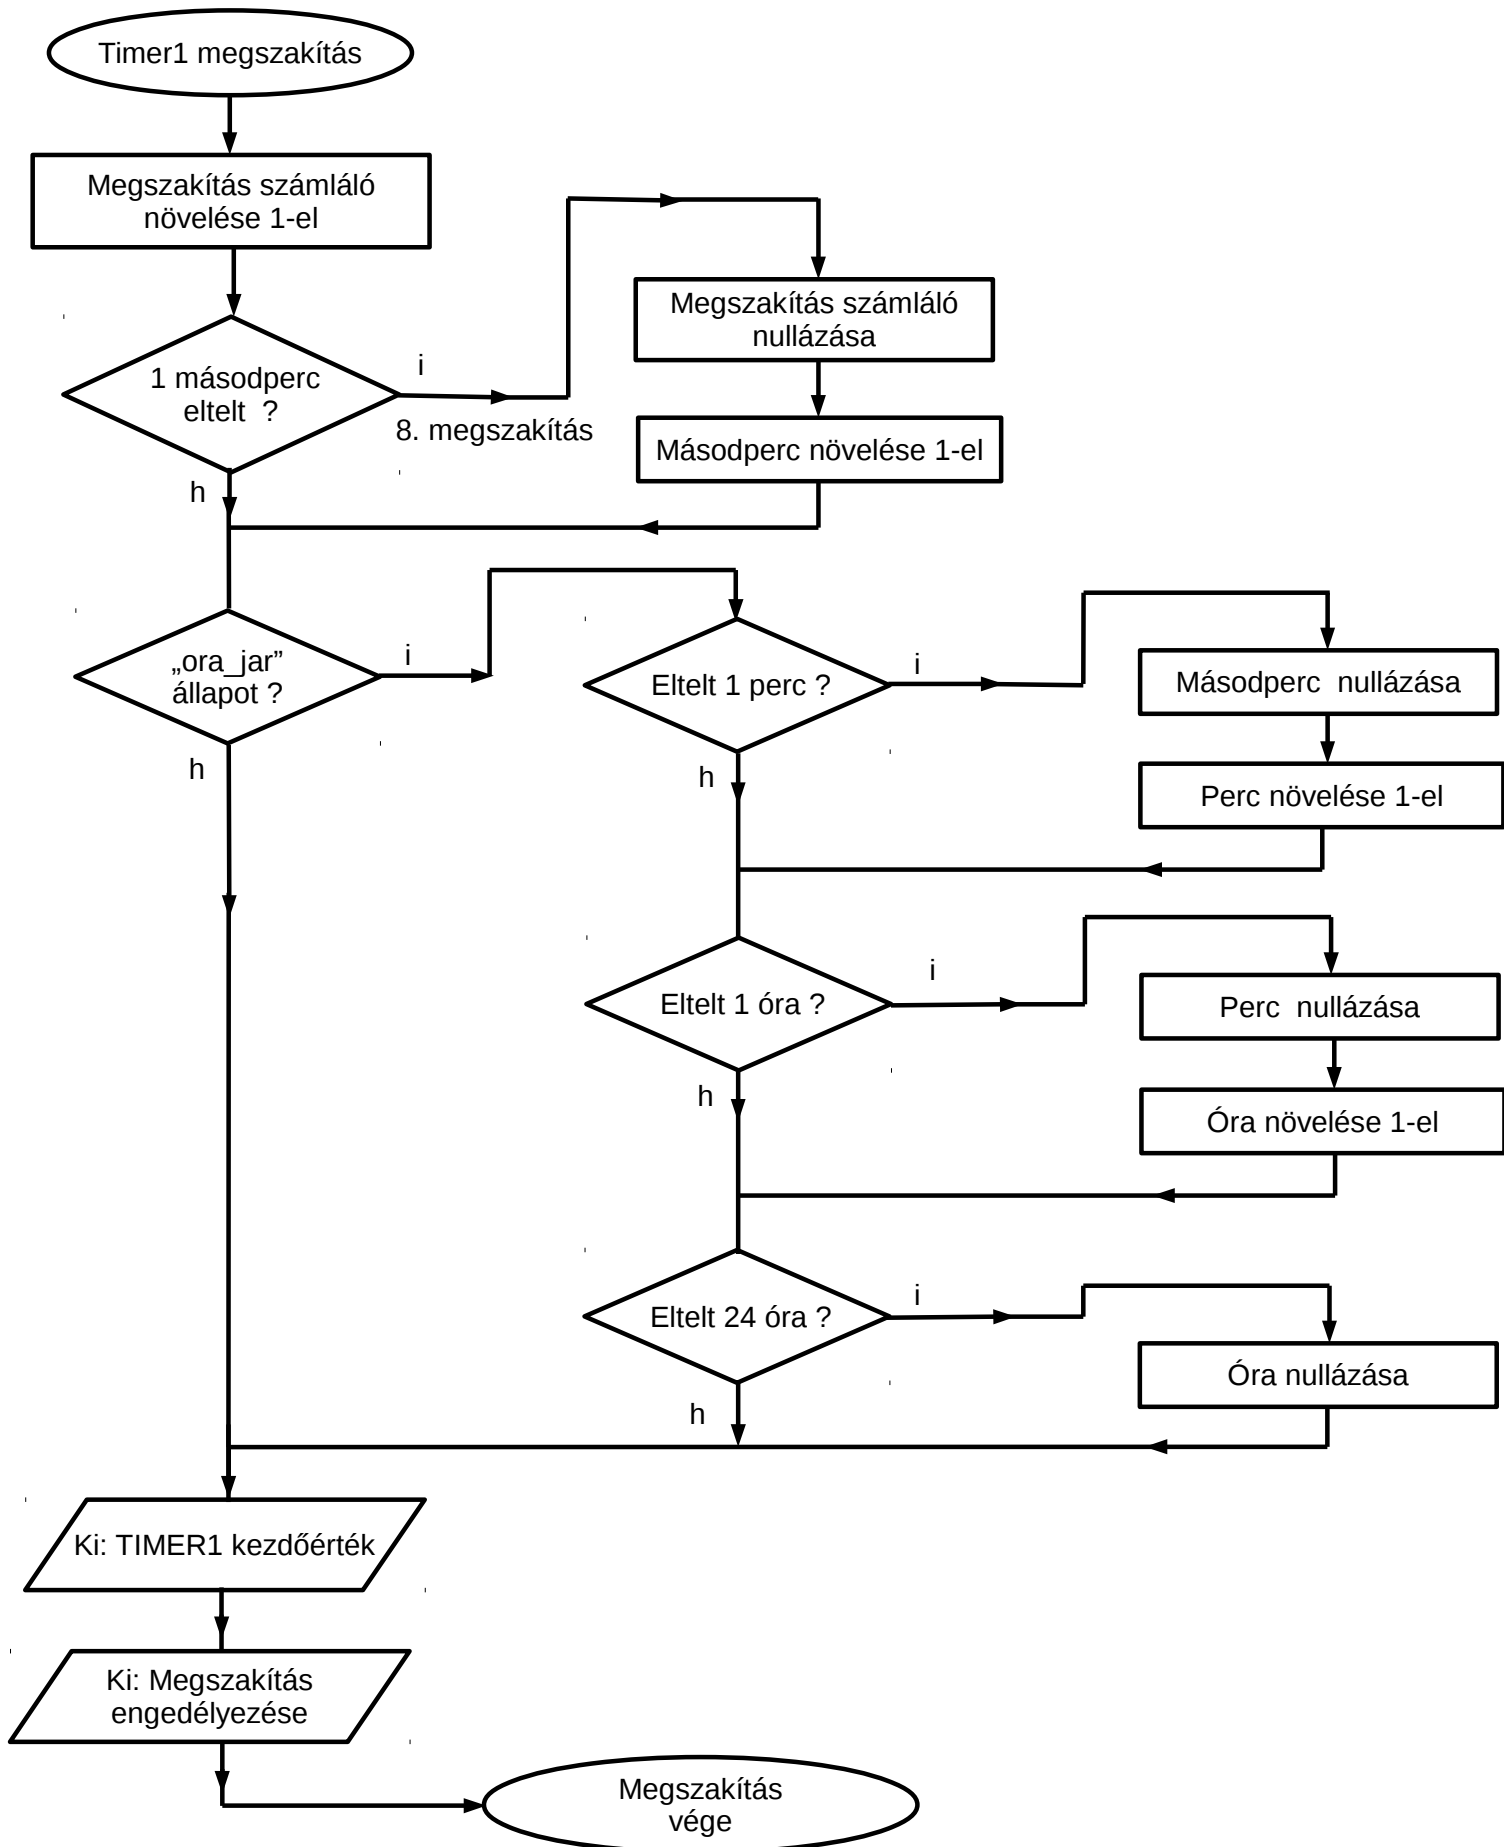 Timer1 megszakítás
Megszakítás számláló
növelése 1-el
Megszakítás számláló
nullázása
1 másodperc
eltelt ?
i
8. megszakítás
Másodperc növelése 1-el
h
„ora_jar”
állapot ?
i
Eltelt 1 perc ?
i
Másodperc nullázása
h
h
Perc növelése 1-el
Eltelt 1 óra ?
i
Perc nullázása
h
Óra növelése 1-el
Eltelt 24 óra ?
i
Óra nullázása
h
Ki: TIMER1 kezdőérték
Ki: Megszakítás
engedélyezése
Megszakítás
vége